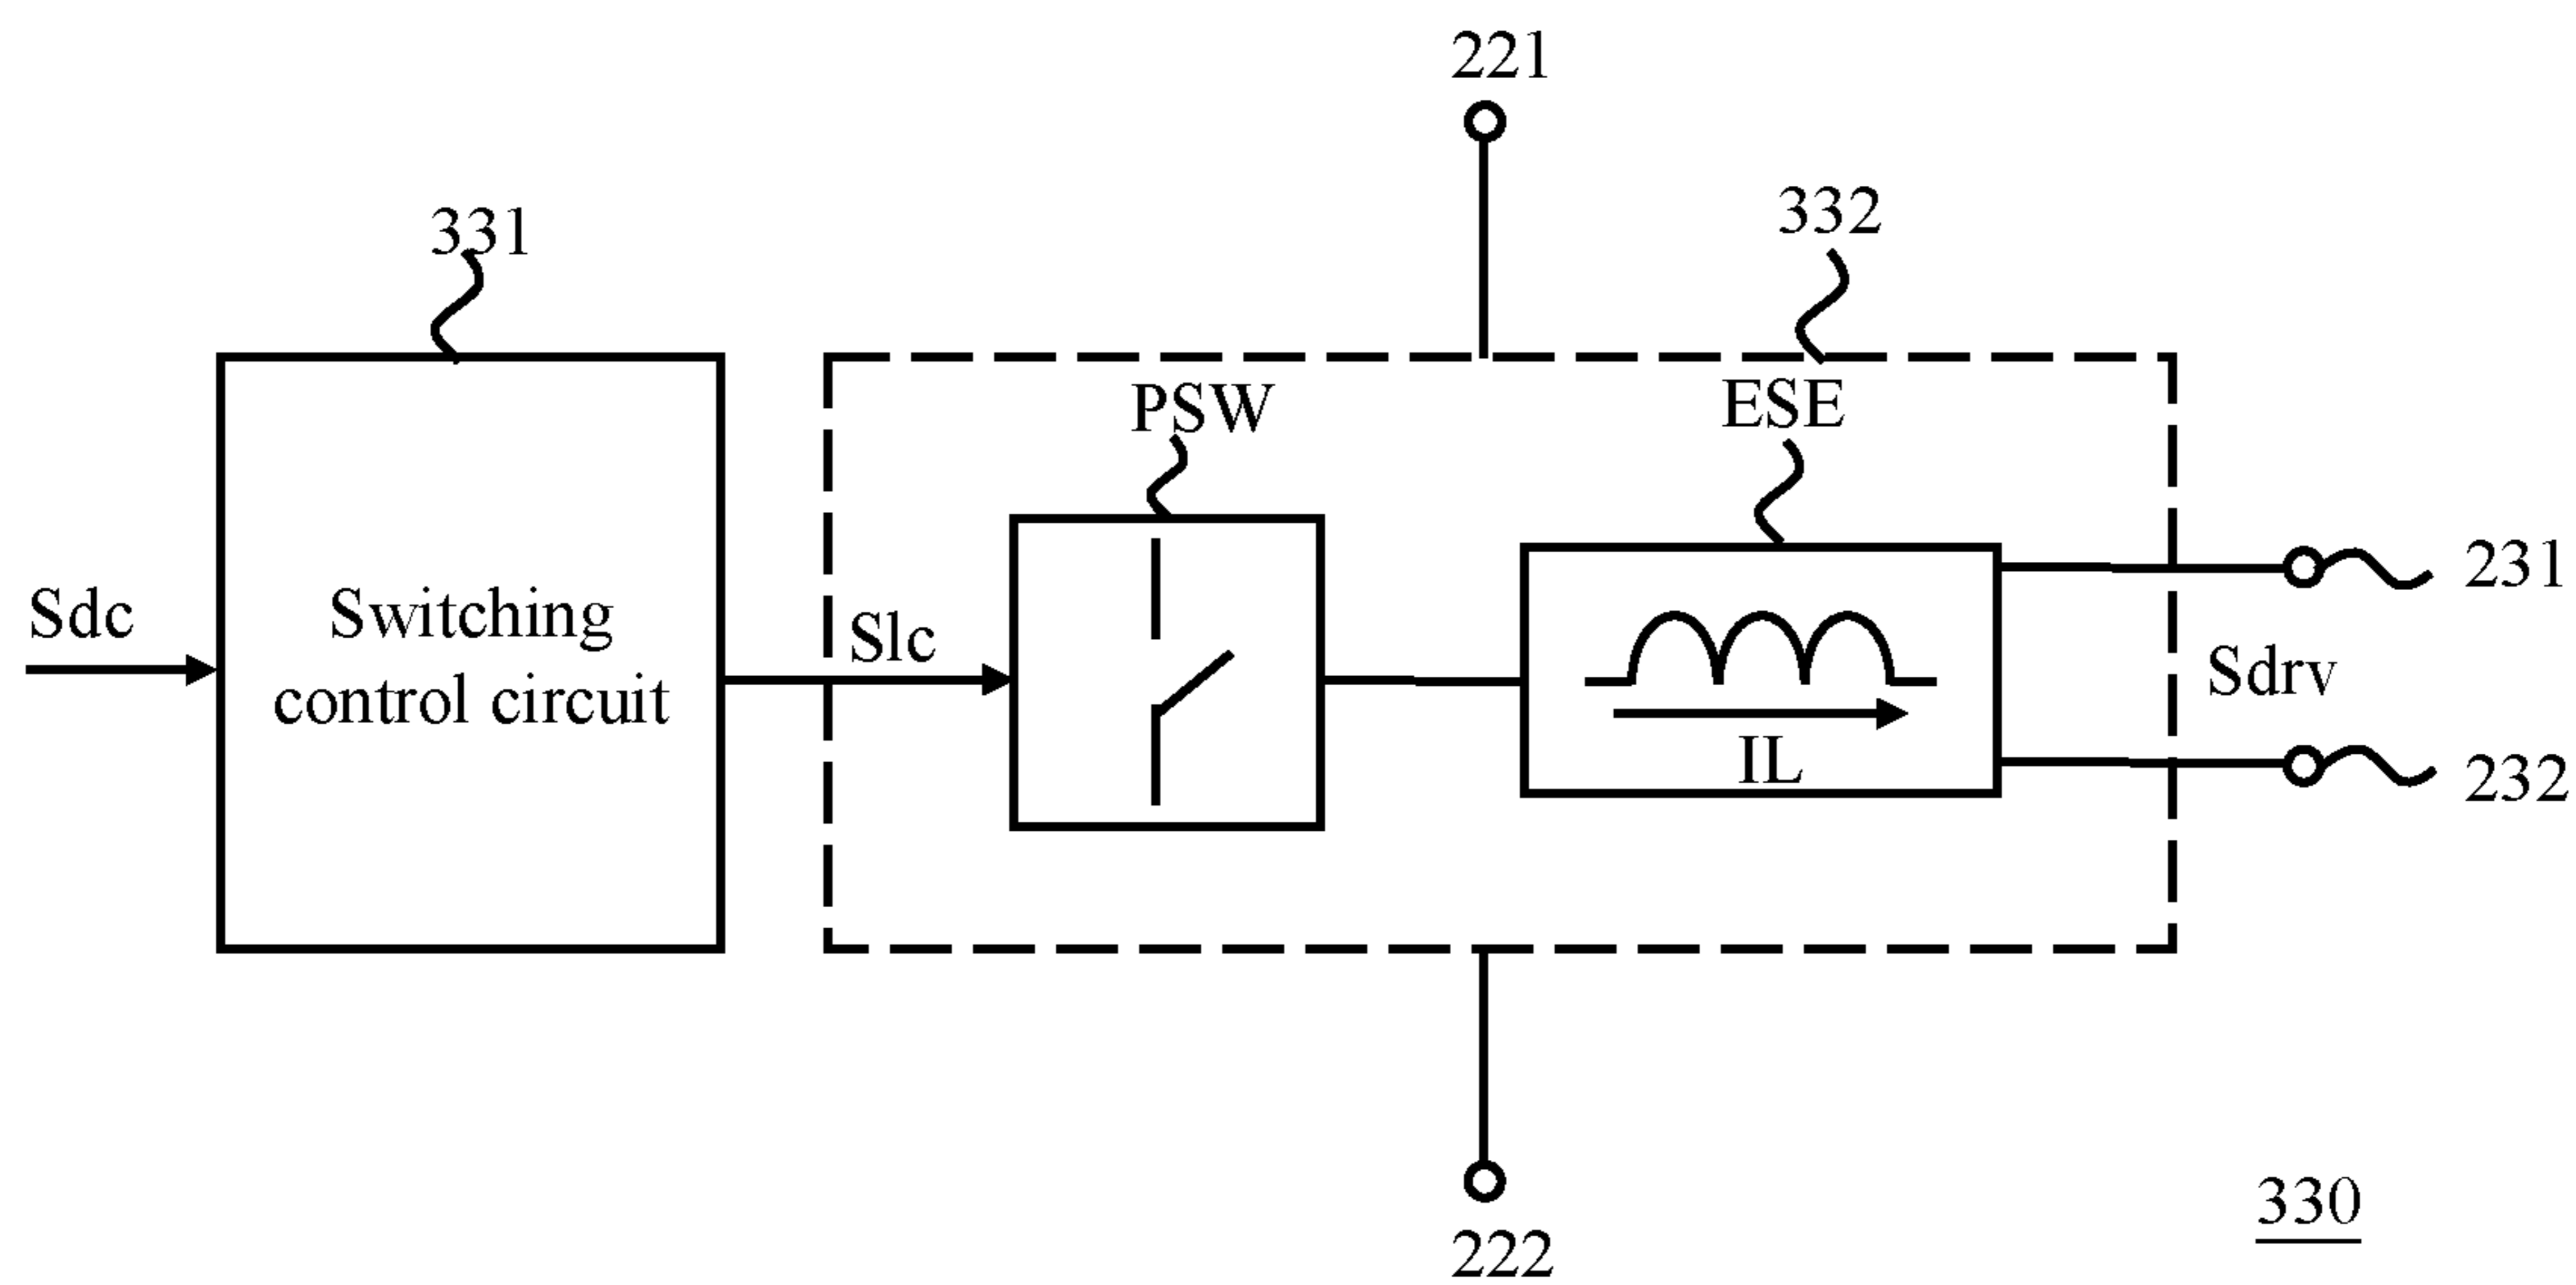 221
331
332
PSW
ESE
Sdc
Switching
control circuit
Slc
IL
231
Sdrv
232
330
222